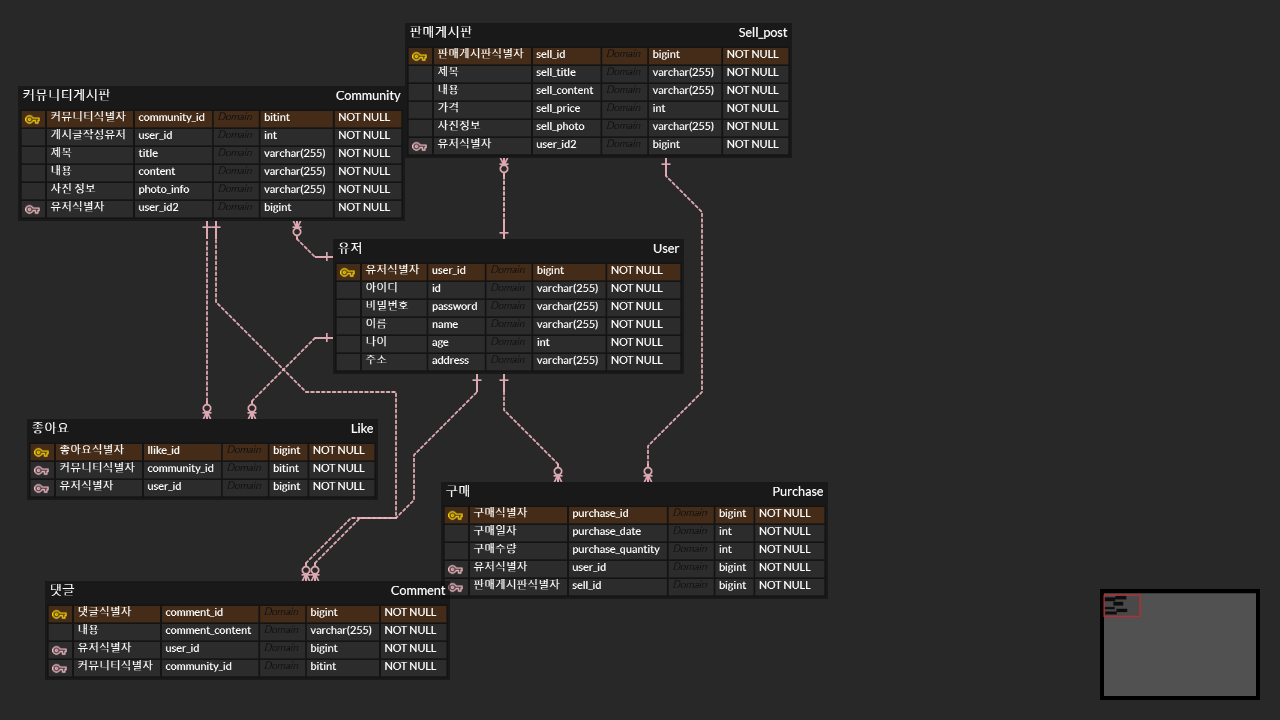 판매게시판 Sell_post
판매게시판식별자 sell_id Domain bigint NOT NULL
제목 sell_title Domain varchar(255) NOT NULL
내용 sell_content Domain varchar(255) NOT NULL
가격 sell_price Domain int NOT NULL
사진정보 sell_photo Domain varchar(255) NOT NULL
유저식별자 user_id2 Domain bigint NOT NULL
커뮤니티게시판 Community
커뮤니티식별자 community_id Domain bitint NOT NULL
게시글작성유저 user_id Domain int NOT NULL
제목 title Domain varchar(255) NOT NULL
내용 content Domain varchar(255) NOT NULL
사진 정보 photo_info Domain varchar(255) NOT NULL
유저식별자 user_id2 Domain bigint NOT NULL
유저 User
유저식별자 user_id Domain bigint NOT NULL
아이디 id Domain varchar(255) NOT NULL
비밀번호 password Domain varchar(255) NOT NULL
이름 name Domain varchar(255) NOT NULL
나이 age Domain int NOT NULL
주소 address Domain varchar(255) NOT NULL
좋아요 Like
좋아요식별자 llike_id Domain bigint NOT NULL
커뮤니티식별자 community_id Domain bitint NOT NULL
유저식별자 user_id Domain bigint NOT NULL
구매 Purchase
구매식별자 purchase_id Domain bigint NOT NULL
구매일자 purchase_date Domain int NOT NULL
구매수량 purchase_quantity Domain int NOT NULL
유저식별자 user_id Domain bigint NOT NULL
판매게시판식별자 sell_id Domain bigint NOT NULL
댓글 Comment
댓글식별자 comment_id Domain bigint NOT NULL
내용 comment_content Domain varchar(255) NOT NULL
유저식별자 user_id Domain bigint NOT NULL
커뮤니티식별자 community_id Domain bitint NOT NULL